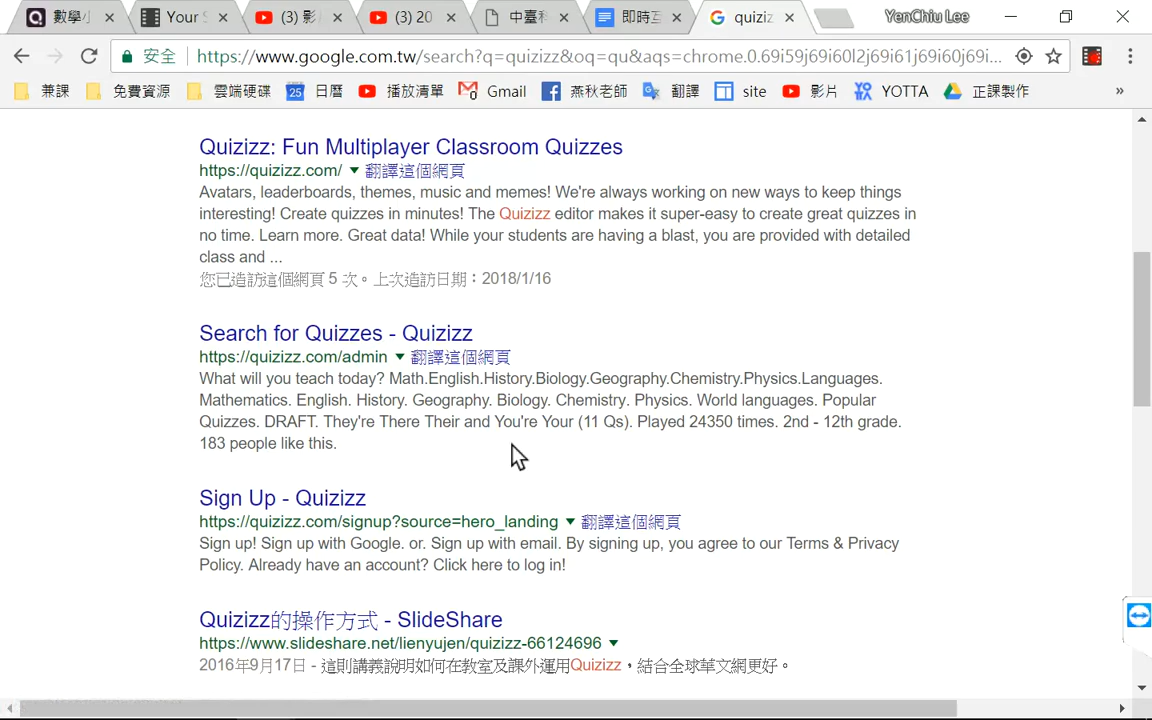 數學小
Your S
(3) 影片
(3) 20
中臺科
即時互
quiziz
YenChiu Lee
安全
https://www.google.com.tw/search?q=quizizz&oq=qu&aqs=chrome.0.69i59j69i60l2j69i61j69i60j69i...
兼課
免費資源
雲端硬碟
25
日曆
播放清單
Gmail
燕秋老師
翻譯
site
影片
YOTTA
正課製作
»
Quizizz: Fun Multiplayer Classroom Quizzes
https://quizizz.com/ ▼ 翻譯這個網頁
Avatars, leaderboards, themes, music and memes! We're always working on new ways to keep things
interesting! Create quizzes in minutes! The Quizizz editor makes it super-easy to create great quizzes in
no time. Learn more. Great data! While your students are having a blast, you are provided with detailed
class and ...
您已造訪這個網頁 5 次。上次造訪日期：2018/1/16
Search for Quizzes - Quizizz
https://quizizz.com/admin ▼ 翻譯這個網頁
What will you teach today? Math.English.History.Biology.Geography.Chemistry.Physics.Languages.
Mathematics. English. History. Geography. Biology. Chemistry. Physics. World languages. Popular
Quizzes. DRAFT. They're There Their and You're Your (11 Qs). Played 24350 times. 2nd - 12th grade.
183 people like this.
Sign Up - Quizizz
https://quizizz.com/signup?source=hero_landing ▼ 翻譯這個網頁
Sign up! Sign up with Google. or. Sign up with email. By signing up, you agree to our Terms & Privacy
Policy. Already have an account? Click here to log in!
Quizizz的操作方式 - SlideShare
https://www.slideshare.net/lienyujen/quizizz-66124696 ▼
2016年9月17日 - 這則講義說明如何在教室及課外運用Quizizz，結合全球華文網更好。